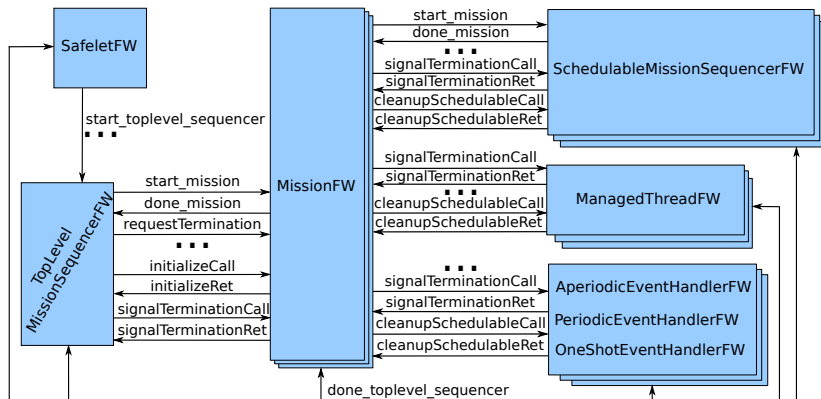 SafeletFW
start_toplevel_sequencer
...
TopLevel
MissionSequencerFW
start_mission
done_mission
requestTermination
...
initializeCall
initializeRet
signalTerminationCall
signalTerminationRet
MissionFW
start_mission
done_mission
...
signalTerminationCall
signalTerminationRet
cleanupSchedulableCall
cleanupSchedulableRet
SchedulableMissionSequencerFW
signalTerminationCall
signalTerminationRet
...
cleanupSchedulableCall
cleanupSchedulableRet
ManagedThreadFW
...
signalTerminationCall
signalTerminationRet
cleanupSchedulableCall
cleanupSchedulableRet
AperiodicEventHandlerFW
PeriodicEventHandlerFW
OneShotEventHandlerFW
done_toplevel_sequencer